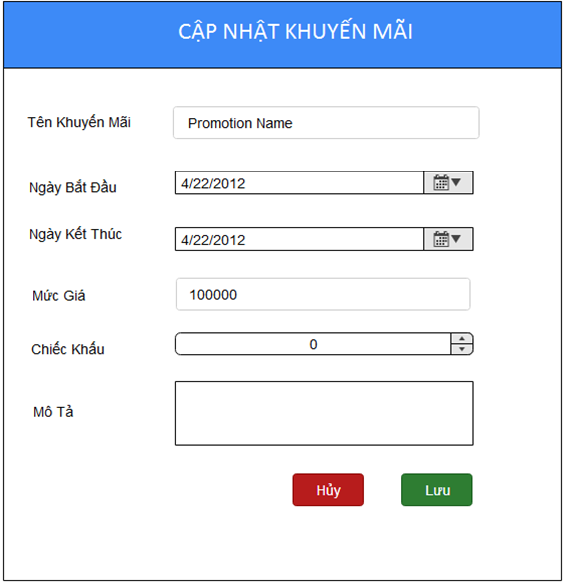 CẬP NHẬT KHUYẾN MÃI
Tên Khuyến Mãi
Promotion Name
Ngày Bắt Đầu
4/22/2012
Ngày Kết Thúc
4/22/2012
Mức Giá
100000
Chiếc Khấu
0
Mô Tả
Hủy
Lưu